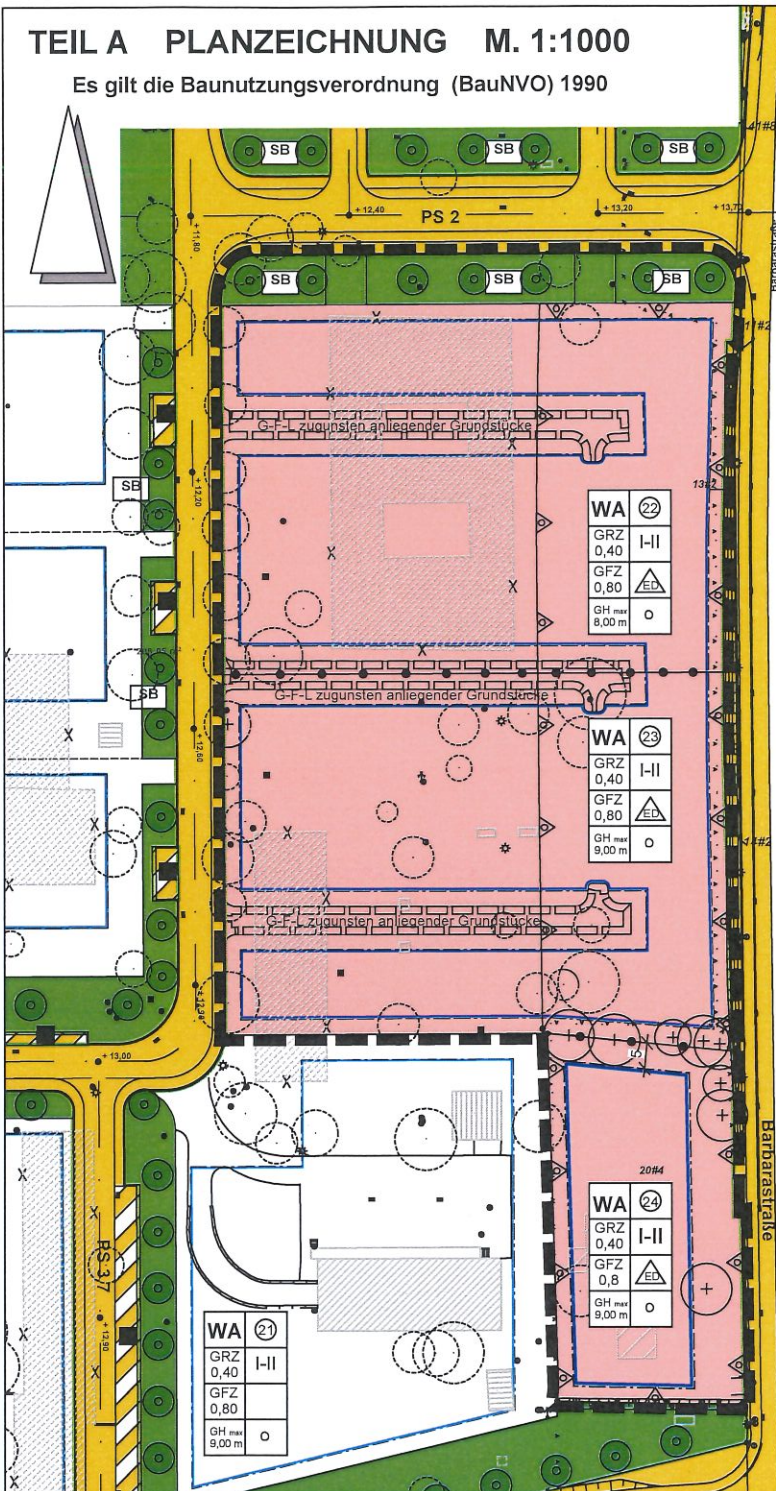 TEIL A PLANZEICHNUNG M. 1:1000
Es gilt die Baunutzungsverordnung (BauNVO) 1990
SB
SB
SB
+ 12,40
PS 2
+ 13,20
+ 13,70
+ 11,80
SB
SB
SB
G-F-L zugunsten anliegender Grundstücke
+ 12,20
SB
13#2
WA 22
GRZ 0,40 I-II
GFZ 0,80 ED
GH max 8,00 m o
SB
G-F-L zugunsten anliegender Grundstücke
+ 12,60
WA 23
GRZ 0,40 I-II
GFZ 0,80 ED
GH max 9,00 m o
14#2
G-F-L zugunsten anliegender Grundstücke
+ 13,00
5
Barbarastraße
20#4
WA 24
GRZ 0,40 I-II
GFZ 0,8 ED
GH max 9,00 m o
PS 3.7
+ 12,90
WA 21
GRZ 0,40 I-II
GFZ 0,80
GH max 9,00 m o